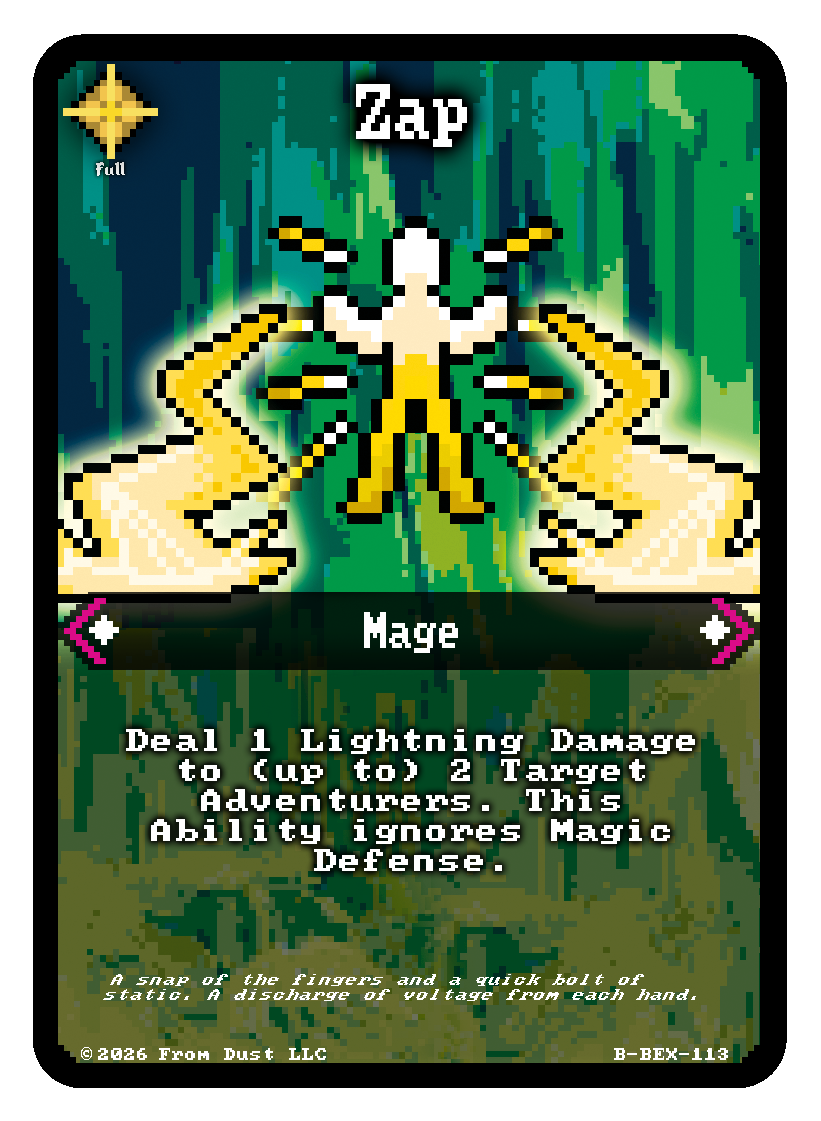 Zap
full
Mage
Deal 1 Lightning Damage
to (up to) 2 Target
Adventurers. This
Ability ignores Magic
Defense.
A snap of the fingers and a quick bolt of
static. A discharge of voltage from each hand.
©2026 From Dust LLC
B-BEX-113